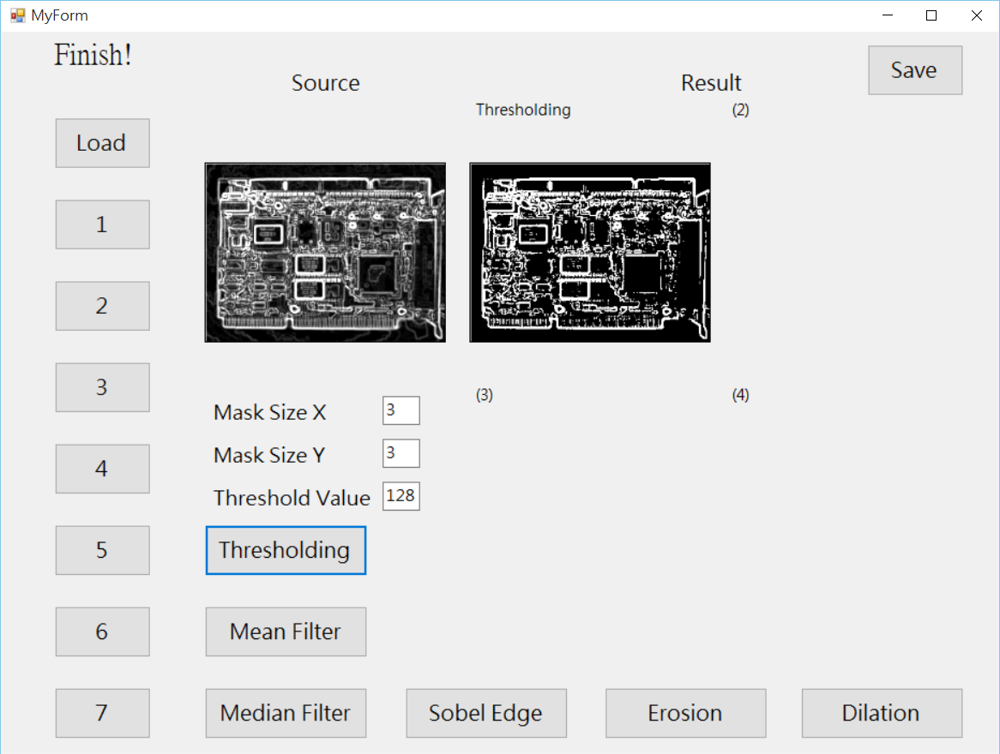 MyForm
Finish!
Save
Source
Result
Thresholding
(2)
Load
1
2
3
4
5
6
7
(3)
(4)
Mask Size X
3
Mask Size Y
3
Threshold Value
128
Thresholding
Mean Filter
Median Filter
Sobel Edge
Erosion
Dilation